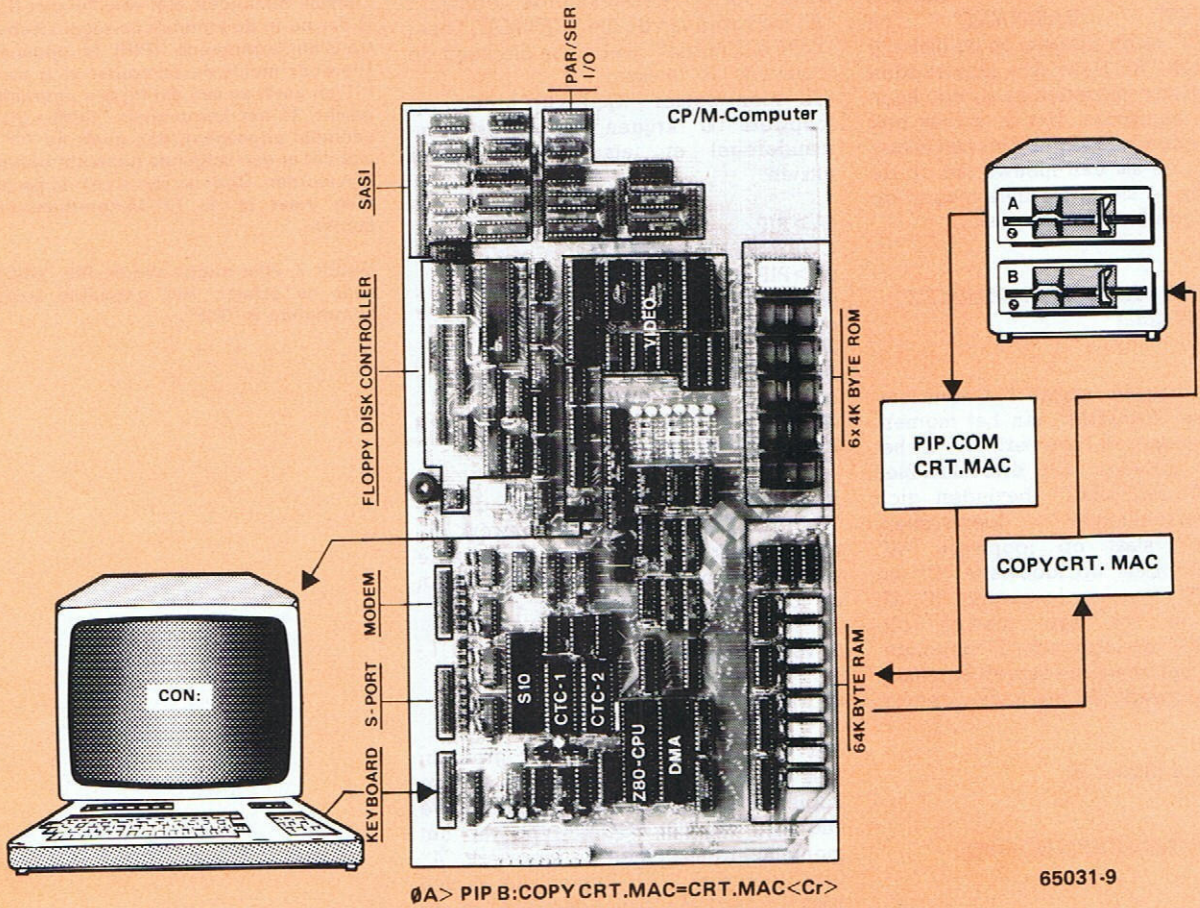 PAR/SER
I/O
CP/M-Computer
SASI
FLOPPY DISK CONTROLLER
VIDEO
6x4K BYTE ROM
A
B
PIP.COM
CRT.MAC
COPYCRT. MAC
MODEM
S-PORT
KEYBOARD
CON:
S10
CTC-1
CTC-2
Z80-CPU
DMA
64K BYTE RAM
0A> PIP B:COPYCRT.MAC=CRT.MAC<Cr>
65031-9